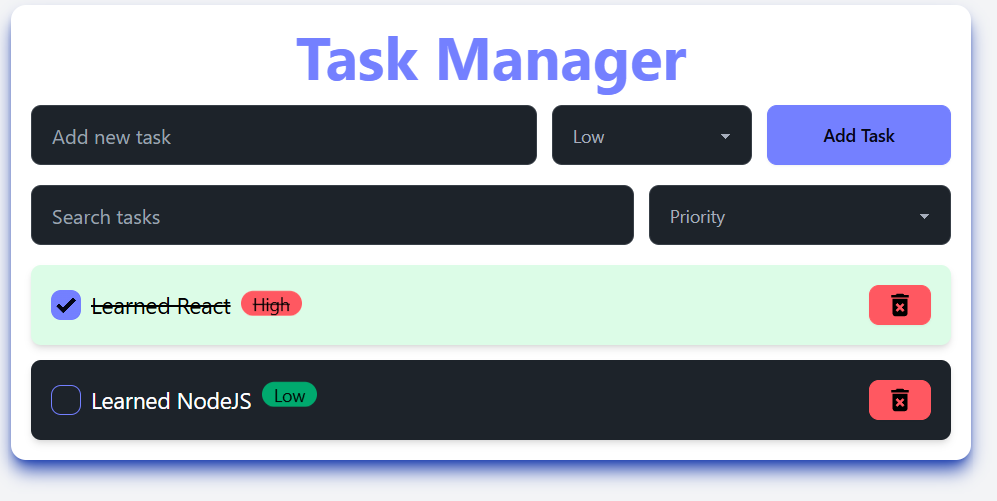 Task Manager
Add new task Low Add Task
Search tasks Priority
Learned React High
Learned NodeJS Low